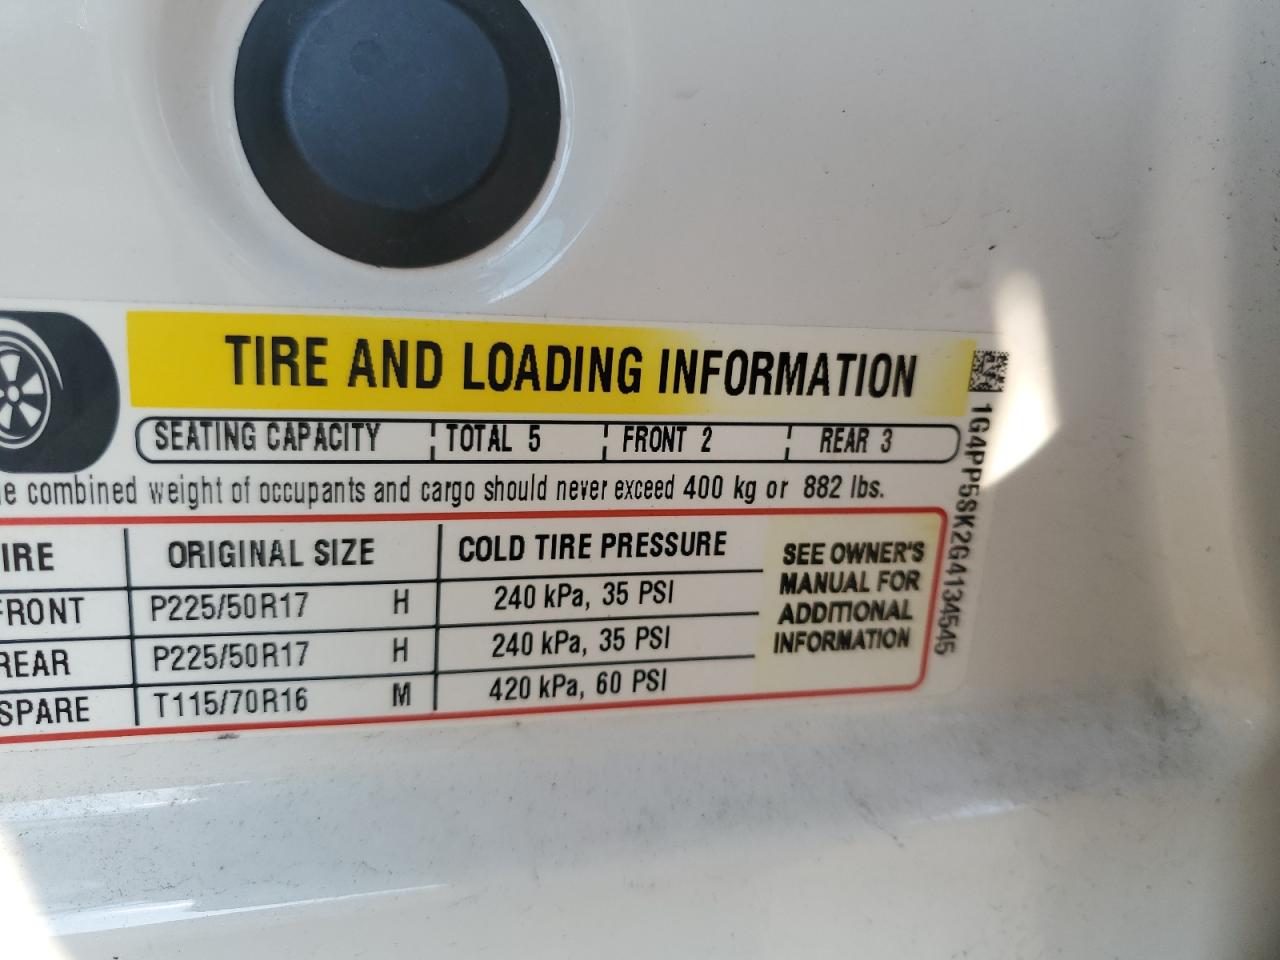 TIRE AND LOADING INFORMATION
SEATING CAPACITY TOTAL 5 FRONT 2 REAR 3
e combined weight of occupants and cargo should never exceed 400 kg or 882 lbs.
IRE ORIGINAL SIZE COLD TIRE PRESSURE
FRONT P225/50R17 H 240 kPa, 35 PSI
REAR P225/50R17 H 240 kPa, 35 PSI
SPARE T115/70R16 M 420 kPa, 60 PSI
SEE OWNER'S
MANUAL FOR
ADDITIONAL
INFORMATION
1G4PP5SK2G4134545